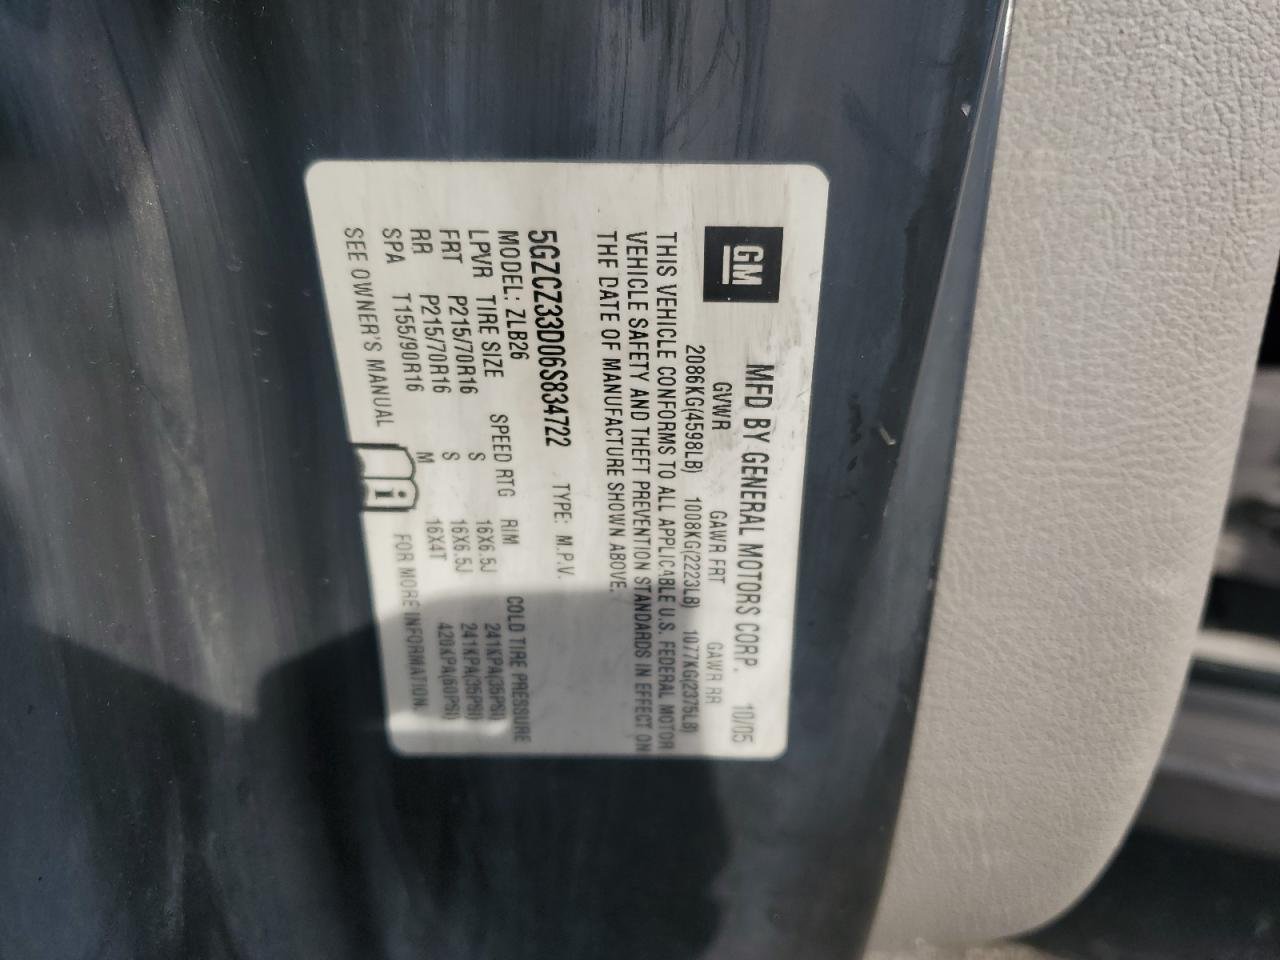 GM
MFD BY GENERAL MOTORS CORP. 10/05
GVWR GAWR FRT GAWR RR
2086KG(4598LB) 1008KG(2223LB) 1077KG(2375LB)
THIS VEHICLE CONFORMS TO ALL APPLICABLE U.S. FEDERAL MOTOR
VEHICLE SAFETY AND THEFT PREVENTION STANDARDS IN EFFECT ON
THE DATE OF MANUFACTURE SHOWN ABOVE.
5GZCZ33D06S834722 TYPE: M.P.V.
MODEL: ZLB26
LPVR TIRE SIZE SPEED RTG RIM COLD TIRE PRESSURE
FRT P215/70R16 S 16X6.5J 241KPA(35PSI)
RR P215/70R16 S 16X6.5J 241KPA(35PSI)
SPA T155/90R16 M 16X4T 420KPA(60PSI)
SEE OWNER'S MANUAL i FOR MORE INFORMATION.